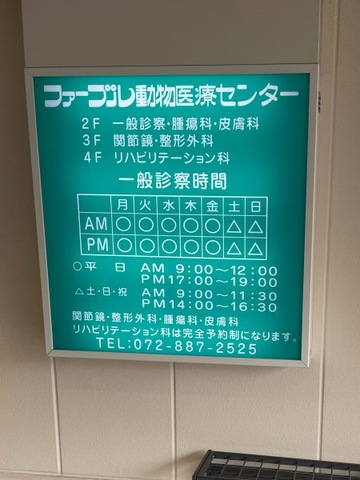 ファーブル動物医療センター
2F 一般診察・腫瘍科・皮膚科
3F 関節鏡・整形外科
4F リハビリテーション科
一般診察時間
月 火 水 木 金 土 日
AM ○ ○ ○ ○ ○ △ △
PM ○ ○ ○ ○ ○ △ △
○平 日 AM 9:00〜12:00
PM17:00〜19:00
△土・日・祝 AM 9:00〜11:30
PM14:00〜16:30
関節鏡・整形外科・腫瘍科・皮膚科
リハビリテーション科は完全予約制になります。
TEL:072-887-2525